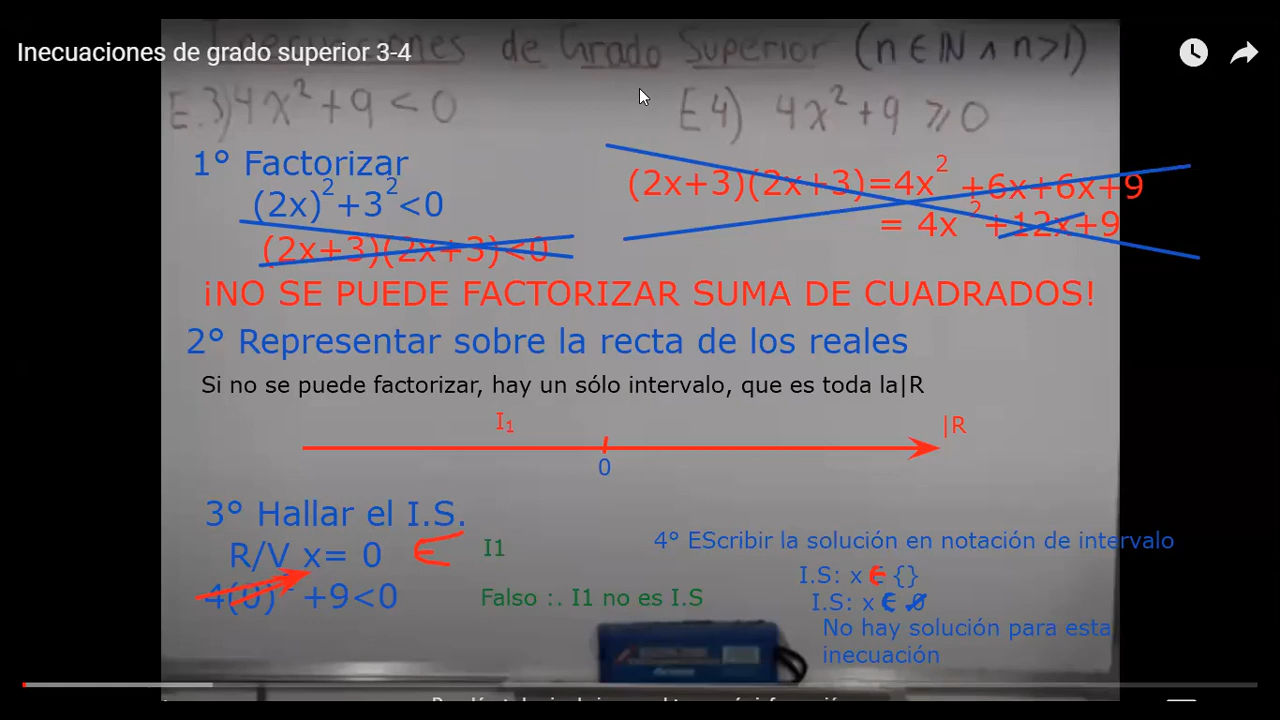 Inecuaciones de grado superior 3-4
Inecuaciones de Grado Superior (n ∈ ℕ ∧ n>1)
E.3) 4x²+9 < 0
E4) 4x²+9 ⩾ 0
1° Factorizar
(2x)²+3²<0
(2x+3)(2x+3)<0
(2x+3)(2x+3)=4x²+6x+6x+9
= 4x²+12x+9
¡NO SE PUEDE FACTORIZAR SUMA DE CUADRADOS!
2° Representar sobre la recta de los reales
Si no se puede factorizar, hay un sólo intervalo, que es toda la|R
I₁
|R
0
3° Hallar el I.S.
R/V x= 0 ∈ I1
4(0)² +9<0
Falso :. I1 no es I.S
4° EScribir la solución en notación de intervalo
I.S: x ∈ {}
I.S: x ∈ Ø
No hay solución para esta
inecuación